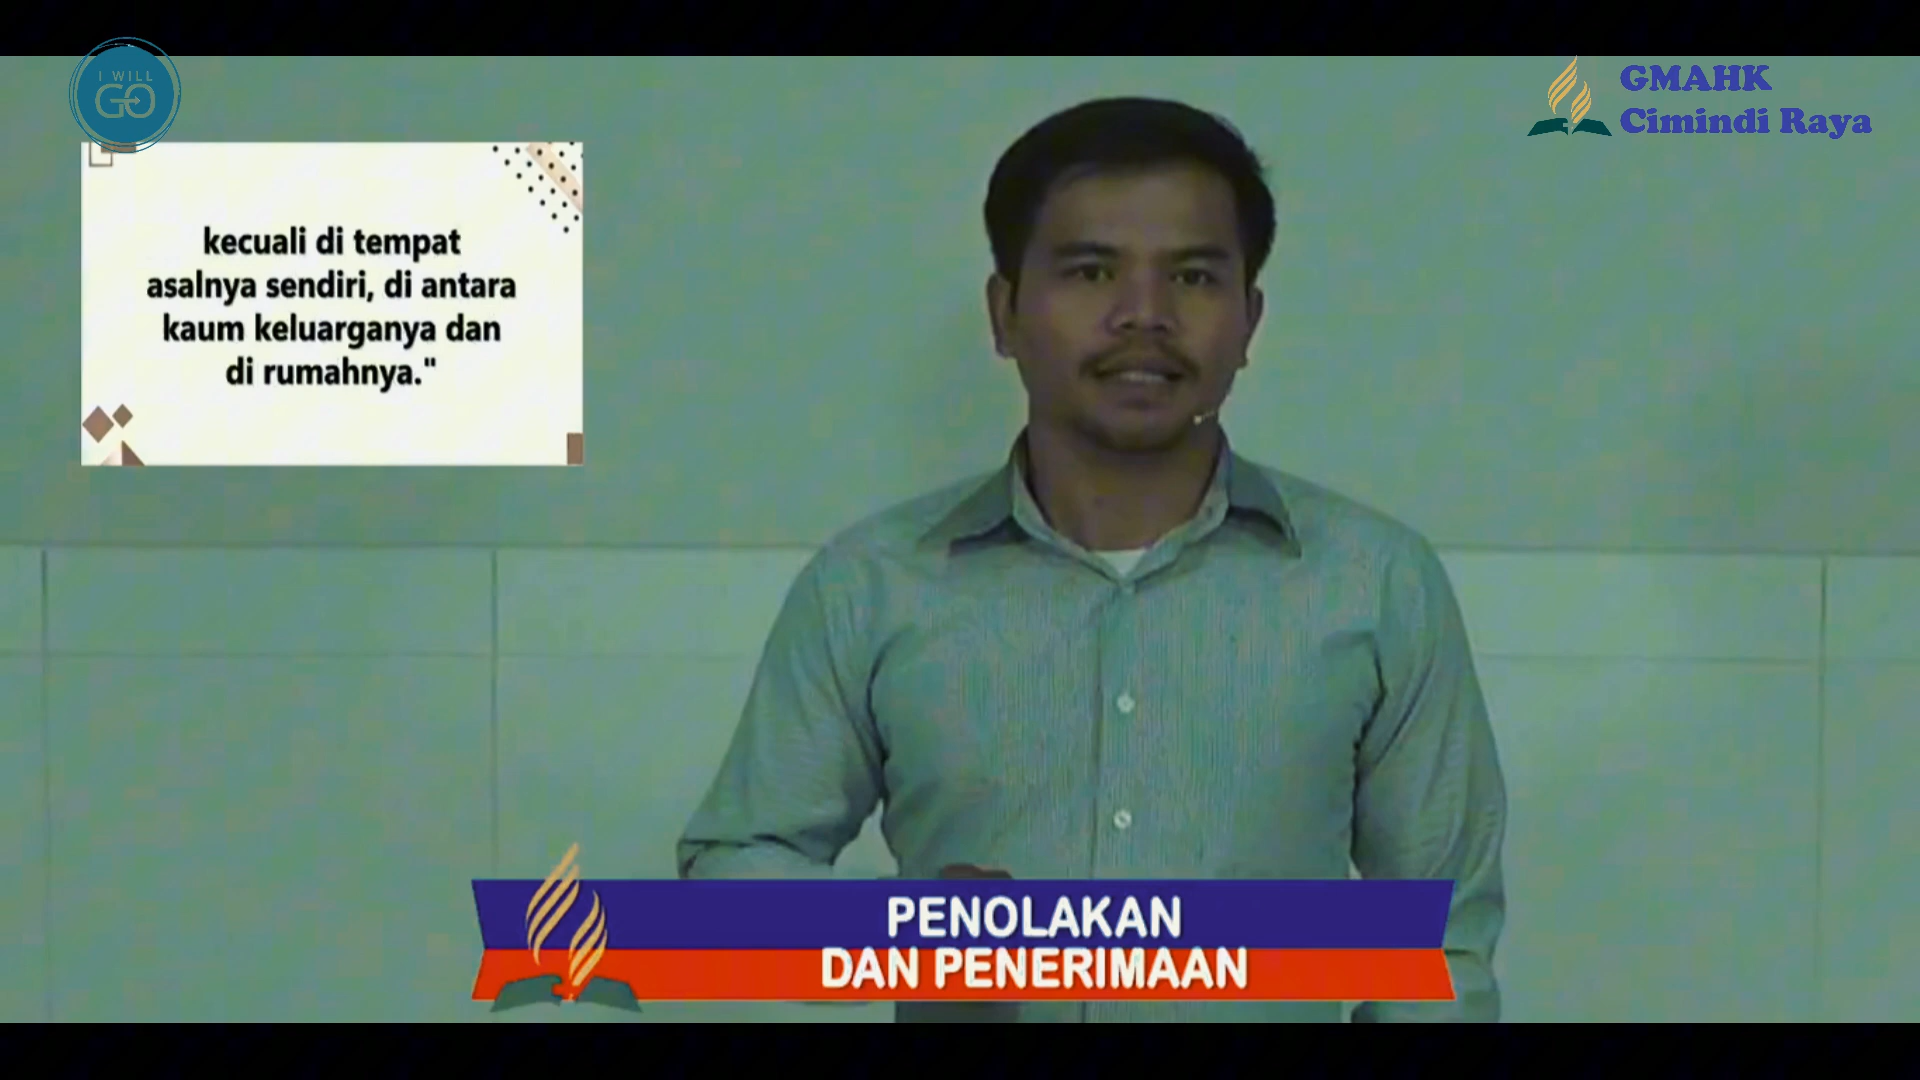 I WILL
GO
GMAHK
Cimindi Raya
kecuali di tempat
asalnya sendiri, di antara
kaum keluarganya dan
di rumahnya."
PENOLAKAN
DAN PENERIMAAN